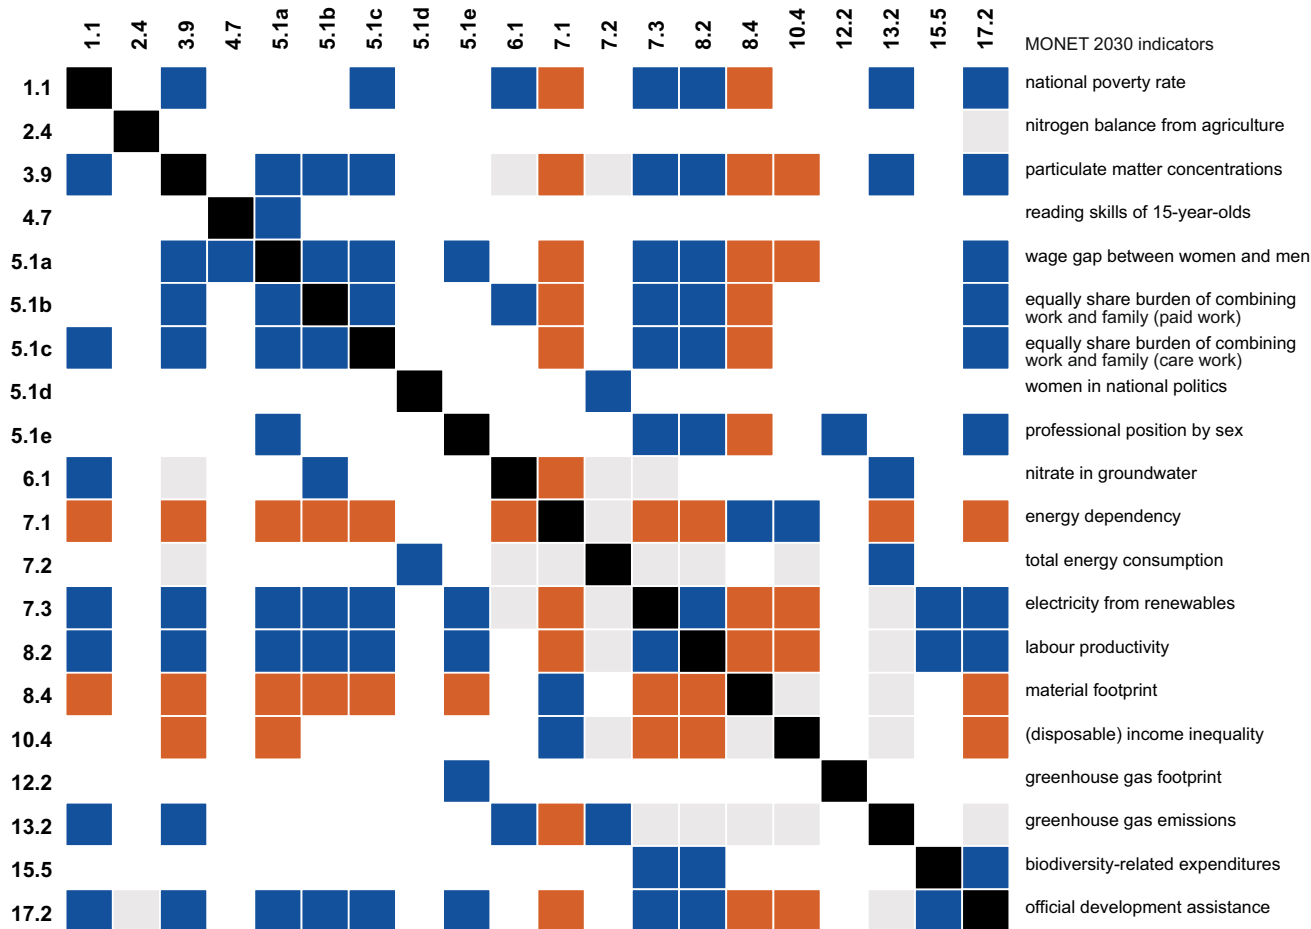 1.1 2.4 3.9 4.7 5.1a 5.1b 5.1c 5.1d 5.1e 6.1 7.1 7.2 7.3 8.2 8.4 10.4 12.2 13.2 15.5 17.2 MONET 2030 indicators
1.1 national poverty rate
2.4 nitrogen balance from agriculture
3.9 particulate matter concentrations
4.7 reading skills of 15-year-olds
5.1a wage gap between women and men
5.1b equally share burden of combining
work and family (paid work)
5.1c equally share burden of combining
work and family (care work)
5.1d women in national politics
5.1e professional position by sex
6.1 nitrate in groundwater
7.1 energy dependency
7.2 total energy consumption
7.3 electricity from renewables
8.2 labour productivity
8.4 material footprint
10.4 (disposable) income inequality
12.2 greenhouse gas footprint
13.2 greenhouse gas emissions
15.5 biodiversity-related expenditures
17.2 official development assistance